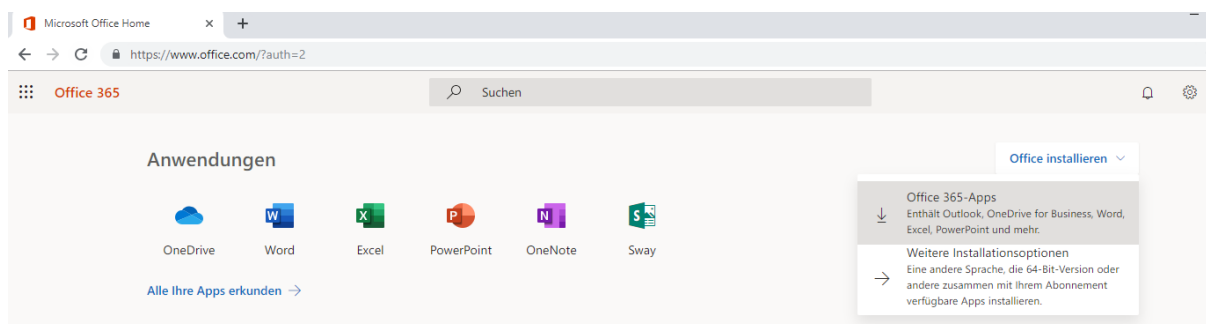 Microsoft Office Home
https://www.office.com/?auth=2
Office 365
Suchen
Anwendungen
Office installieren
OneDrive
Word
Excel
PowerPoint
OneNote
Sway
Alle Ihre Apps erkunden
Office 365-Apps
Enthält Outlook, OneDrive for Business, Word,
Excel, PowerPoint und mehr.
Weitere Installationsoptionen
Eine andere Sprache, die 64-Bit-Version oder
andere zusammen mit Ihrem Abonnement
verfügbare Apps installieren.